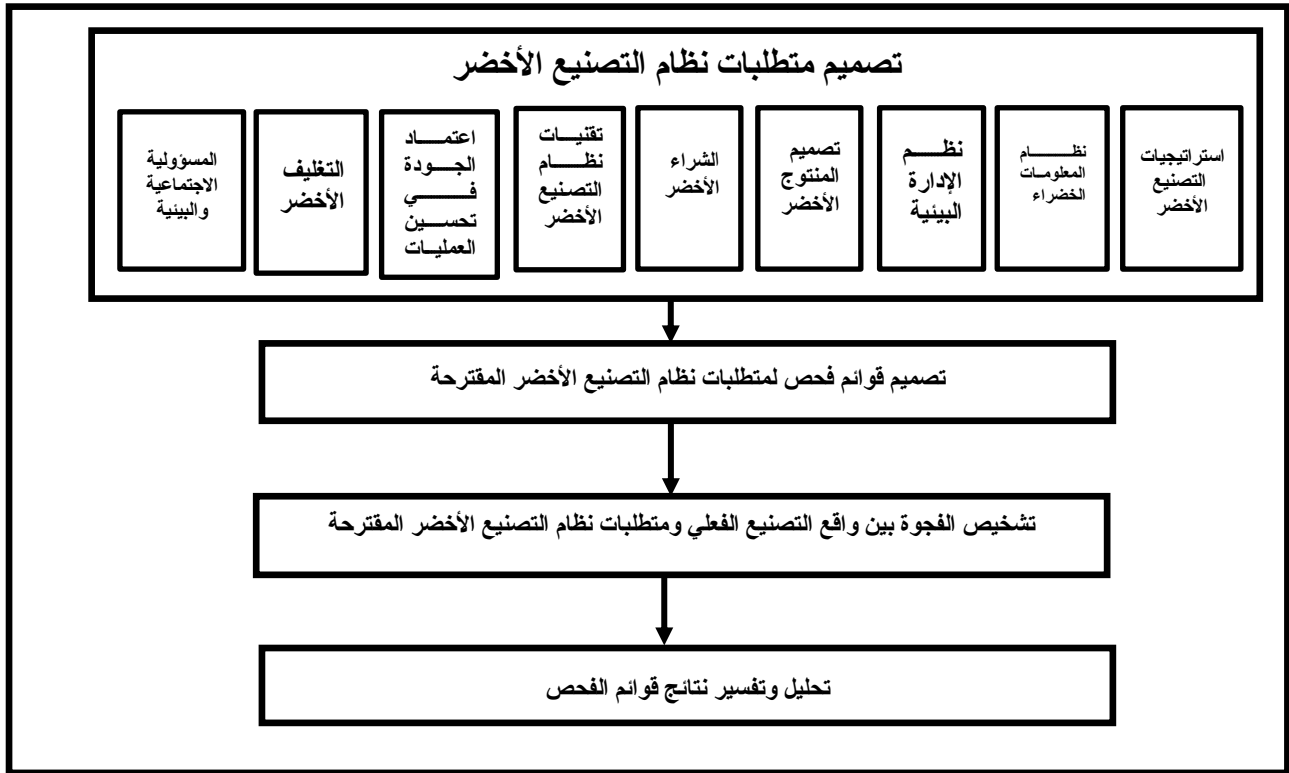 تصميم متطلبات نظام التصنيع الأخضر
استراتيجيات
التصنيع
الأخضر
نظام
المعلومات
الخضراء
نظم
الإدارة
البيئية
تصميم
المنتوج
الأخضر
الشراء
الأخضر
تقنيات
نظام
التصنيع
الأخضر
اعتماد
الجودة
في
تحسين
العمليات
التغليف
الأخضر
المسؤولية
الاجتماعية
والبيئية
تصميم قوائم فحص لمتطلبات نظام التصنيع الأخضر المقترحة
تشخيص الفجوة بين واقع التصنيع الفعلي ومتطلبات نظام التصنيع الأخضر المقترحة
تحليل وتفسير نتائج قوائم الفحص